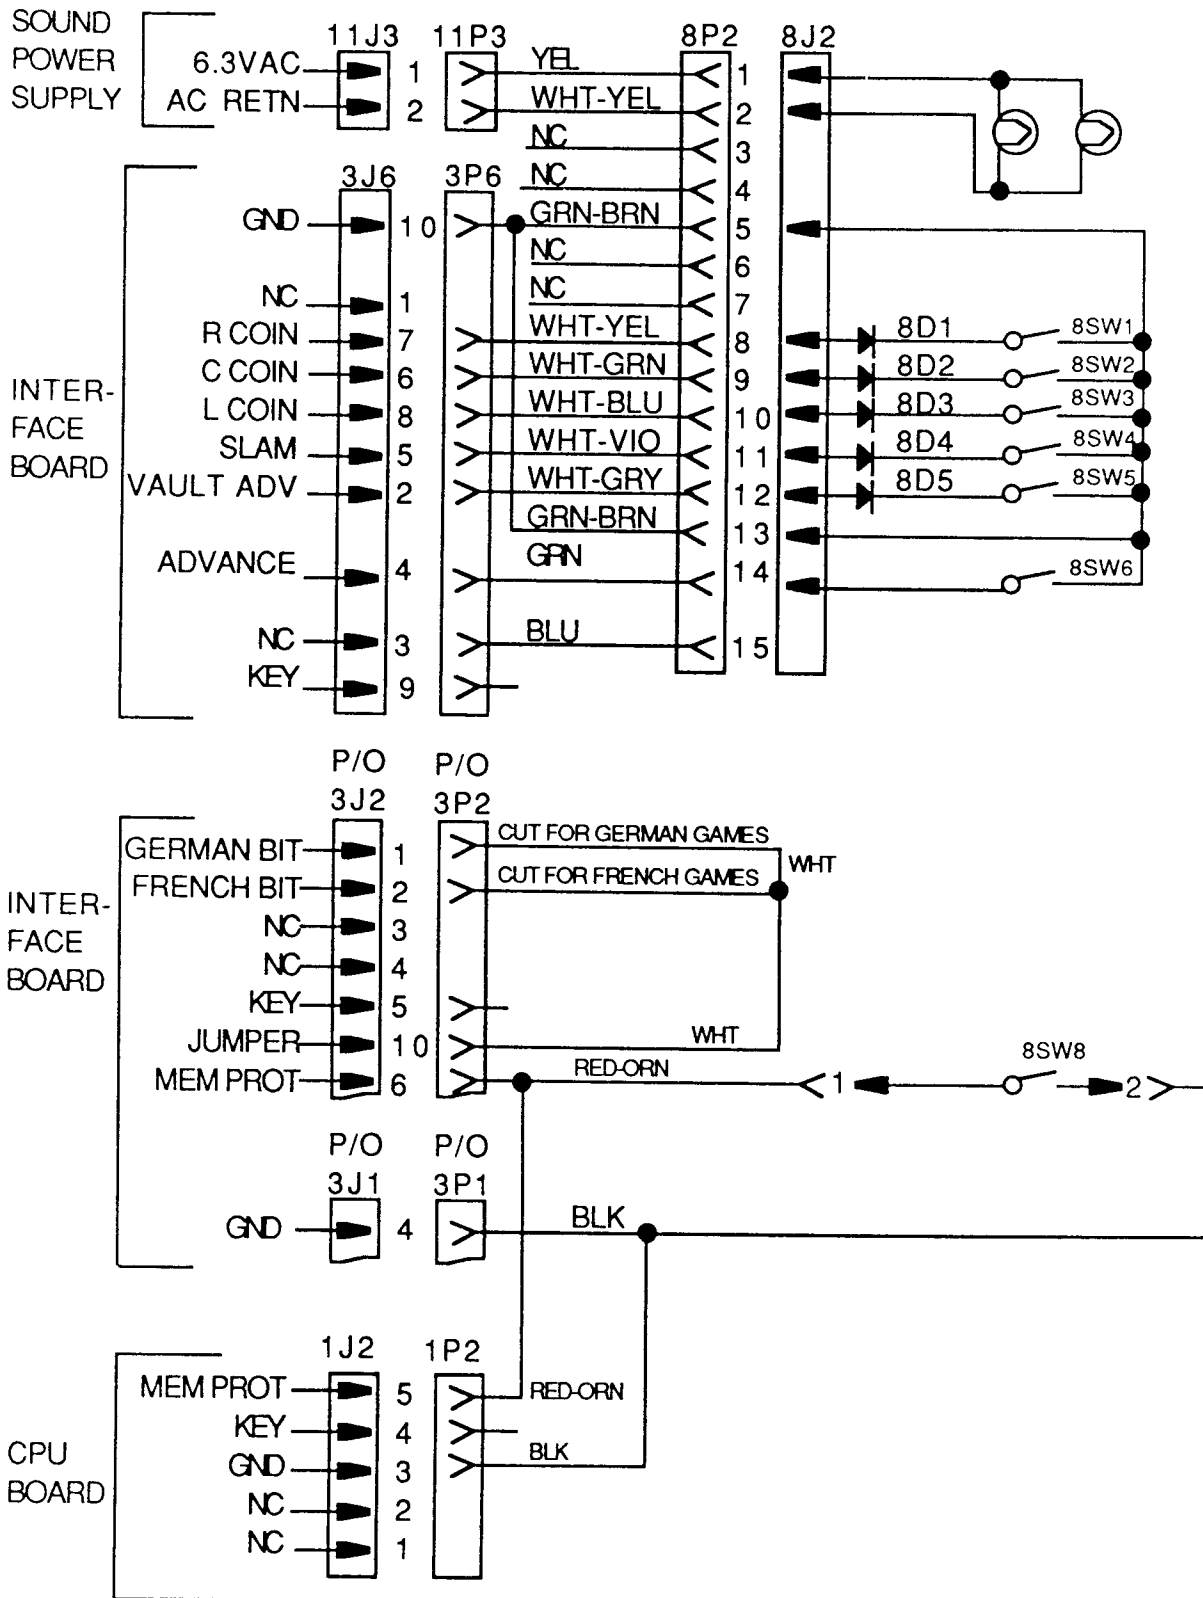 SOUND
POWER
SUPPLY
11J3 11P3 8P2 8J2
6.3VAC 1 YEL 1
AC RETN 2 WHT-YEL 2
NC 3
NC 4
3J6 3P6
GND 10 GRN-BRN 5
NC 6
NC 7
NC 1
R COIN 7 WHT-YEL 8 8D1 8SW1
C COIN 6 WHT-GRN 9 8D2 8SW2
L COIN 8 WHT-BLU 10 8D3 8SW3
SLAM 5 WHT-VIO 11 8D4 8SW4
VAULT ADV 2 WHT-GRY 12 8D5 8SW5
GRN-BRN 13
ADVANCE 4 GRN 14 8SW6
NC 3 BLU 15
KEY 9
INTER-
FACE
BOARD
P/O P/O
3J2 3P2
GERMAN BIT 1 CUT FOR GERMAN GAMES
WHT
FRENCH BIT 2 CUT FOR FRENCH GAMES
NC 3
NC 4
KEY 5
JUMPER 10 WHT
MEM PROT 6 RED-ORN 1 8SW8 2
INTER-
FACE
BOARD
P/O P/O
3J1 3P1
GND 4 BLK
1J2 1P2
MEM PROT 5 RED-ORN
KEY 4
GND 3 BLK
NC 2
NC 1
CPU
BOARD